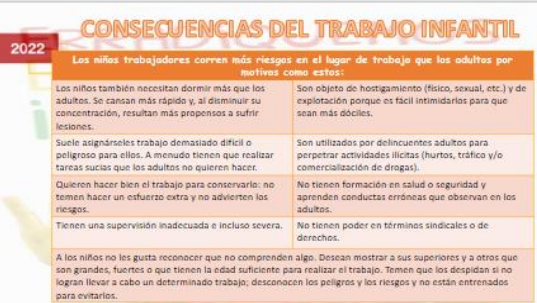 CONSECUENCIAS DEL TRABAJO INFANTIL
2022
Los niños trabajadores corren más riesgos en el lugar de trabajo que los adultos por
motivos como estos:
Los niños también necesitan dormir más que los
adultos. Se cansan más rápido y, al disminuir su
concentración, resultan más propensos a sufrir
lesiones.
Son objeto de hostigamiento (físico, sexual, etc.) y de
explotación porque es fácil intimidarlos para que
sean más dóciles.
Suele asignárseles trabajo demasiado difícil o
peligroso para ellos. A menudo tienen que realizar
tareas sucias que los adultos no quieren hacer.
Son utilizados por delincuentes adultos para
perpetrar actividades ilícitas (hurtos, tráfico y/o
comercialización de drogas).
Quieren hacer bien el trabajo para conservarlo: no
temen hacer un esfuerzo extra y no advierten los
riesgos.
No tienen formación en salud o seguridad y
aprenden conductas erróneas que observan en los
adultos.
Tienen una supervisión inadecuada e incluso severa.
No tienen poder en términos sindicales o de
derechos.
A los niños no les gusta reconocer que no comprenden algo. Desean mostrar a sus superiores y a otros que
son grandes, fuertes o que tienen la edad suficiente para realizar el trabajo. Temen que los despidan si no
logran llevar a cabo un determinado trabajo; desconocen los peligros y los riesgos y no están entrenados
para evitarlos.